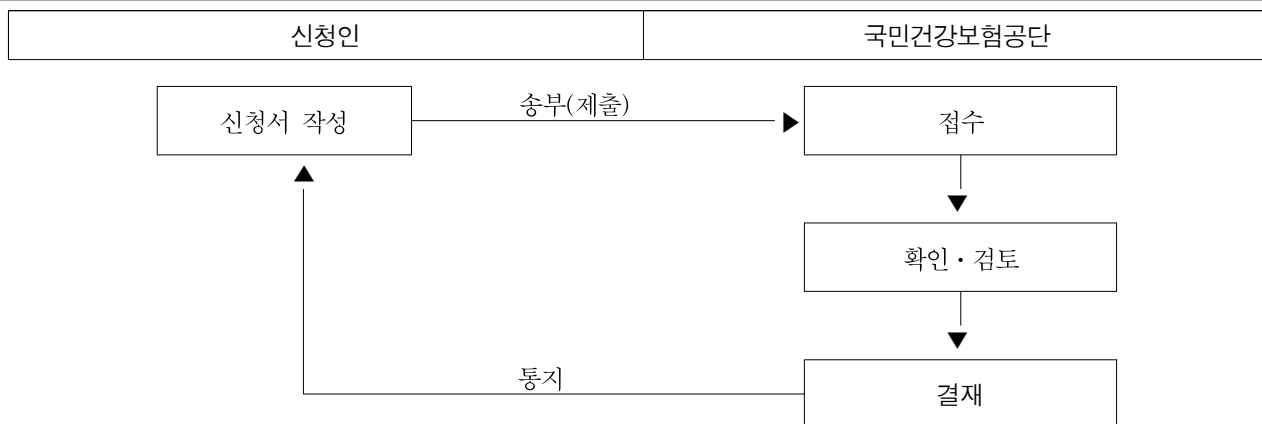 신청인
국민건강보험공단
신청서 작성
송부(제출)
접수
확인·검토
통지
결재